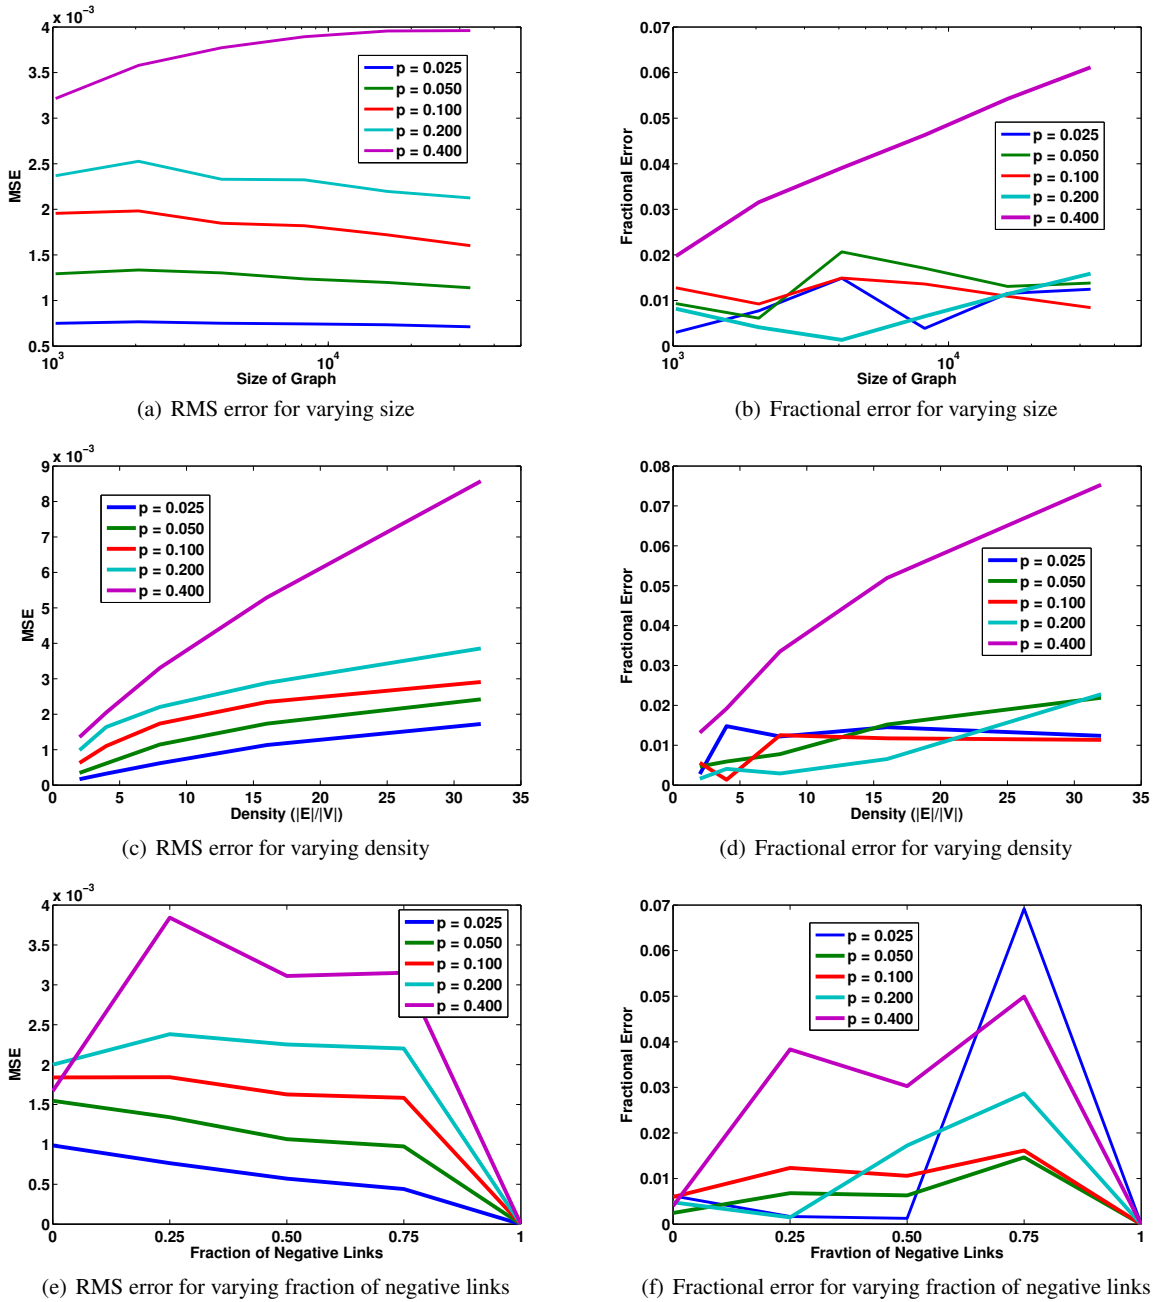 x 10⁻³
4
3.5
3
2.5
2
1.5
1
0.5
MSE
10³
10⁴
Size of Graph
p = 0.025
p = 0.050
p = 0.100
p = 0.200
p = 0.400
(a) RMS error for varying size
0.07
0.06
0.05
0.04
0.03
0.02
0.01
0
Fractional Error
10³
10⁴
Size of Graph
p = 0.025
p = 0.050
p = 0.100
p = 0.200
p = 0.400
(b) Fractional error for varying size
x 10⁻³
9
8
7
6
5
4
3
2
1
0
MSE
0 5 10 15 20 25 30 35
Density (|E|/|V|)
p = 0.025
p = 0.050
p = 0.100
p = 0.200
p = 0.400
(c) RMS error for varying density
0.08
0.07
0.06
0.05
0.04
0.03
0.02
0.01
0
Fractional Error
0 5 10 15 20 25 30 35
Density (|E|/|V|)
p = 0.025
p = 0.050
p = 0.100
p = 0.200
p = 0.400
(d) Fractional error for varying density
x 10⁻³
4
3.5
3
2.5
2
1.5
1
0.5
0
MSE
0 0.25 0.50 0.75 1
Fraction of Negative Links
p = 0.025
p = 0.050
p = 0.100
p = 0.200
p = 0.400
(e) RMS error for varying fraction of negative links
0.07
0.06
0.05
0.04
0.03
0.02
0.01
0
Fractional Error
0 0.25 0.50 0.75 1
Fravtion of Negative Links
p = 0.025
p = 0.050
p = 0.100
p = 0.200
p = 0.400
(f) Fractional error for varying fraction of negative links